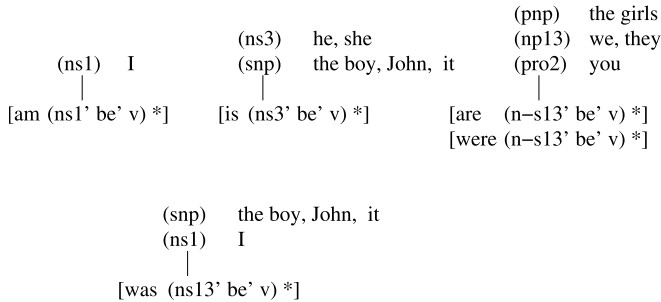 (ns1) I
[am (ns1' be' v) *]
(ns3) he, she
(snp) the boy, John, it
[is (ns3' be' v) *]
(pnp) the girls
(np13) we, they
(pro2) you
[are (n−s13' be' v) *]
[were (n−s13' be' v) *]
(snp) the boy, John, it
(ns1) I
[was (ns13' be' v) *]